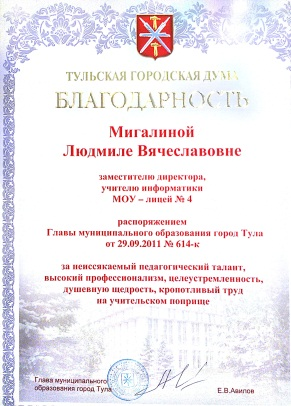 ТУЛЬСКАЯ ГОРОДСКАЯ ДУМА
БЛАГОДАРНОСТЬ
Мигалиной
Людмиле Вячеславовне
заместителю директора,
учителю информатики
МОУ – лицей № 4
распоряжением
Главы муниципального образования город Тула
от 29.09.2011 № 614-к
за неиссякаемый педагогический талант,
высокий профессионализм, целеустремленность,
душевную щедрость, кропотливый труд
на учительском поприще
Глава муниципального
образования город Тула
Е.В.Авилов